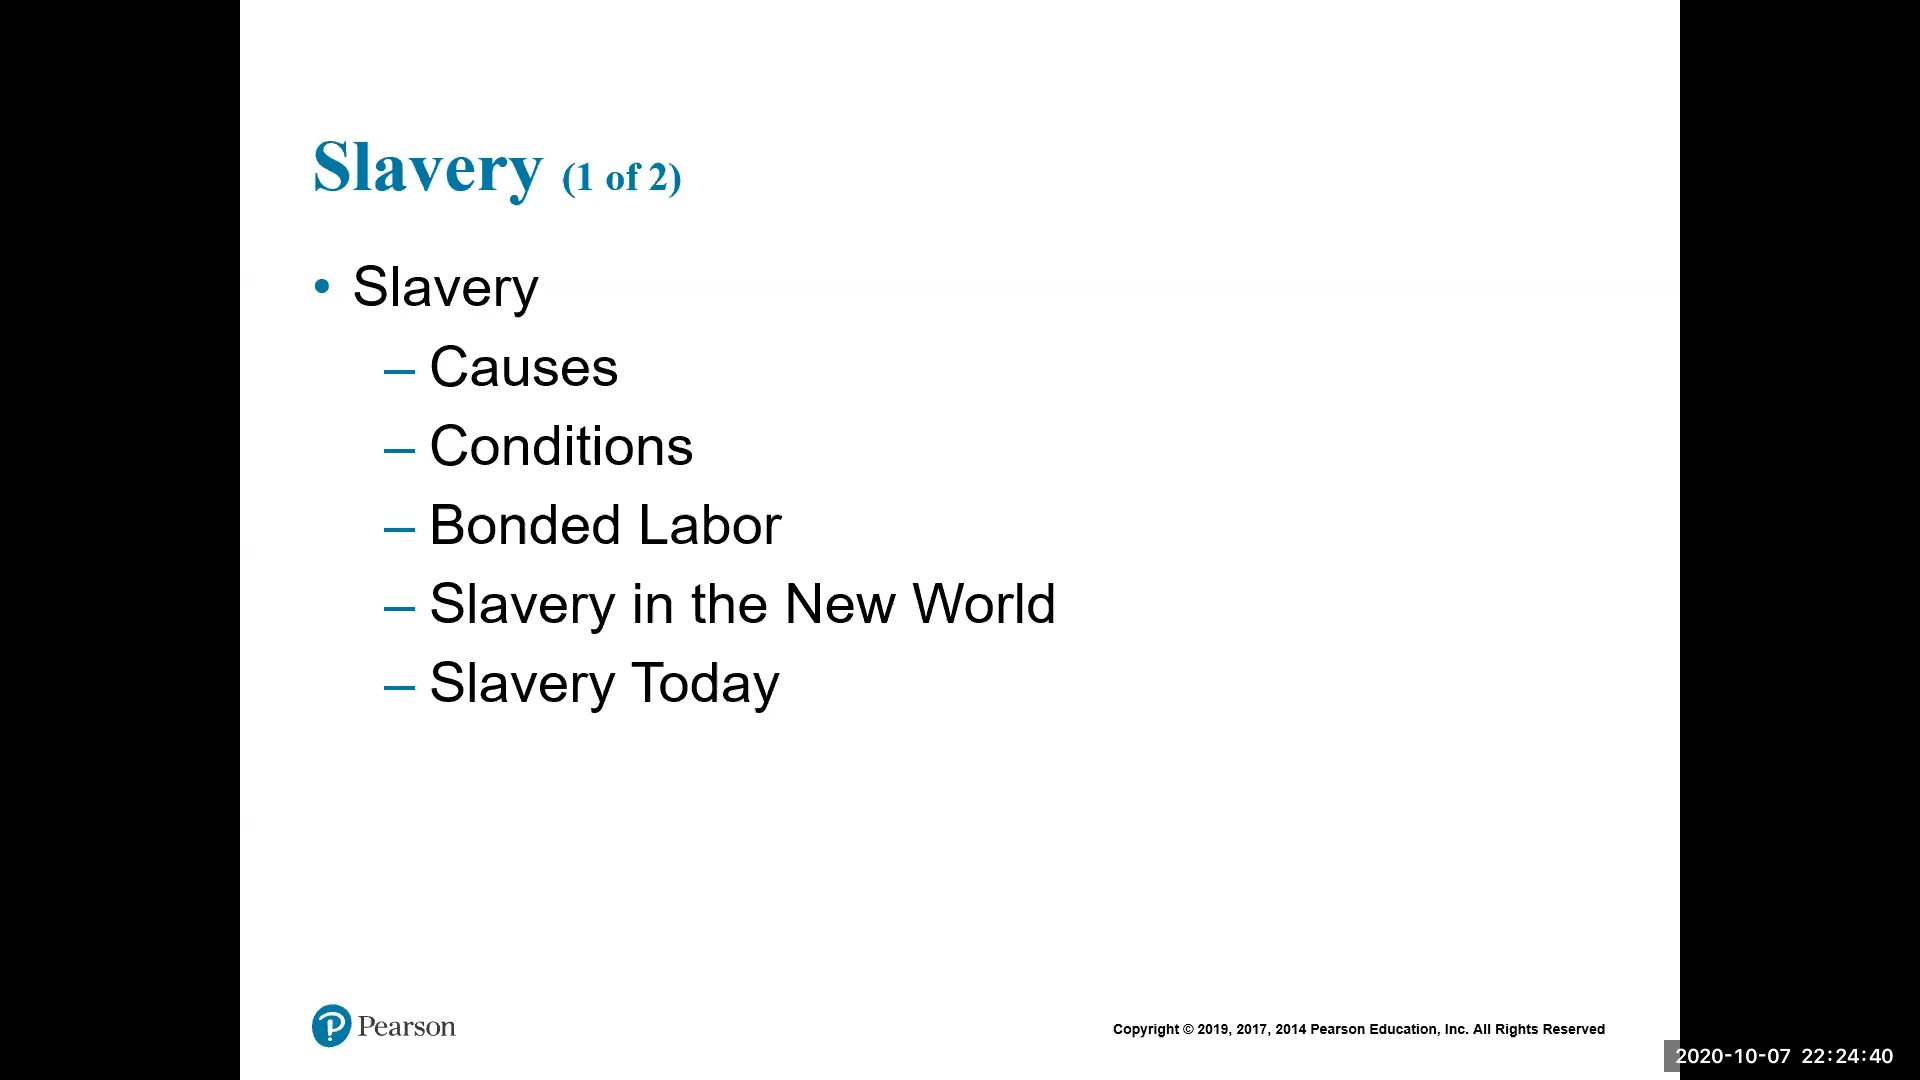 Slavery (1 of 2)
• Slavery
– Causes
– Conditions
– Bonded Labor
– Slavery in the New World
– Slavery Today
Pearson
Copyright © 2019, 2017, 2014 Pearson Education, Inc. All Rights Reserved
2020-10-07 22:24:40